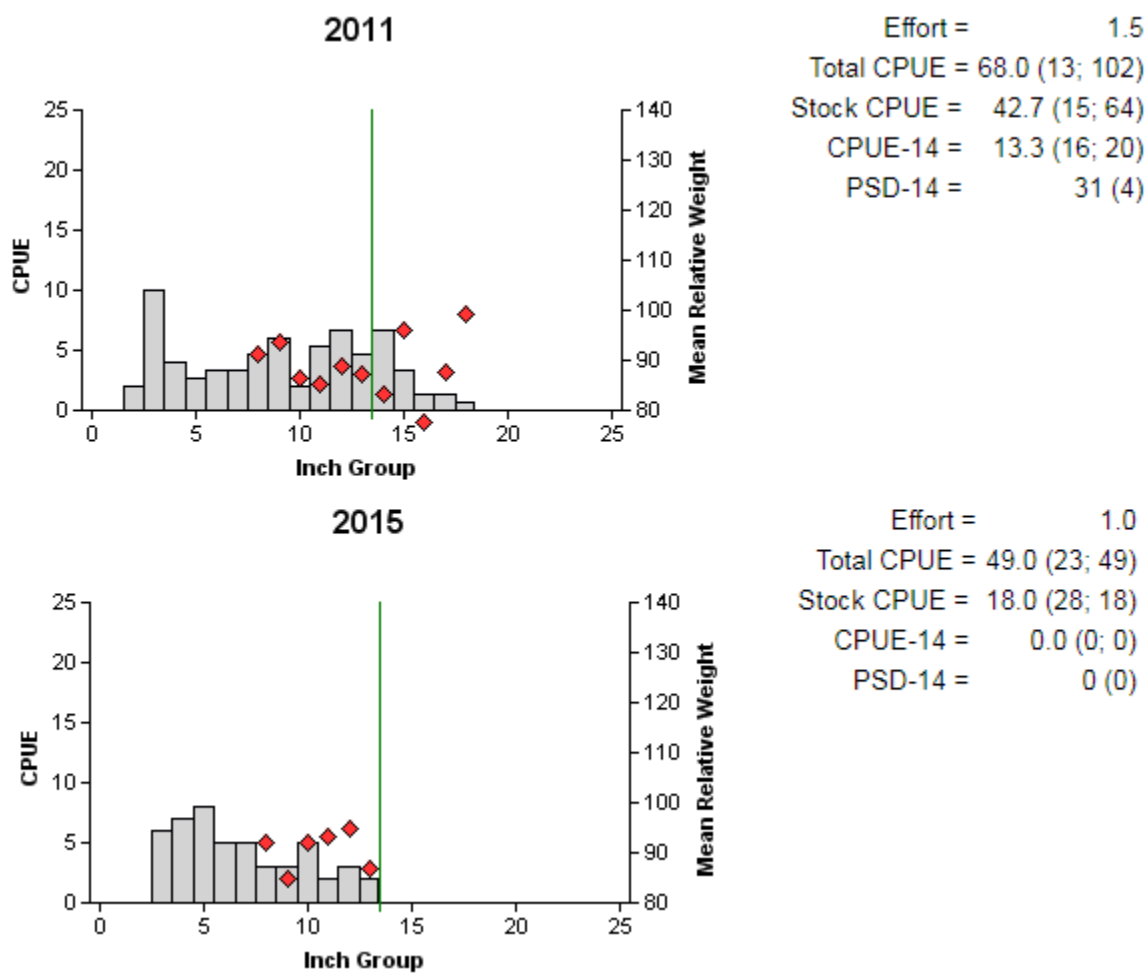 2011
Effort = 1.5
Total CPUE = 68.0 (13; 102)
Stock CPUE = 42.7 (15; 64)
CPUE-14 = 13.3 (16; 20)
PSD-14 = 31 (4)
25
20
15
10
5
0
CPUE
140
130
120
110
100
90
80
Mean Relative Weight
0 5 10 15 20 25
Inch Group
2015
Effort = 1.0
Total CPUE = 49.0 (23; 49)
Stock CPUE = 18.0 (28; 18)
CPUE-14 = 0.0 (0; 0)
PSD-14 = 0 (0)
25
20
15
10
5
0
CPUE
140
130
120
110
100
90
80
Mean Relative Weight
0 5 10 15 20 25
Inch Group